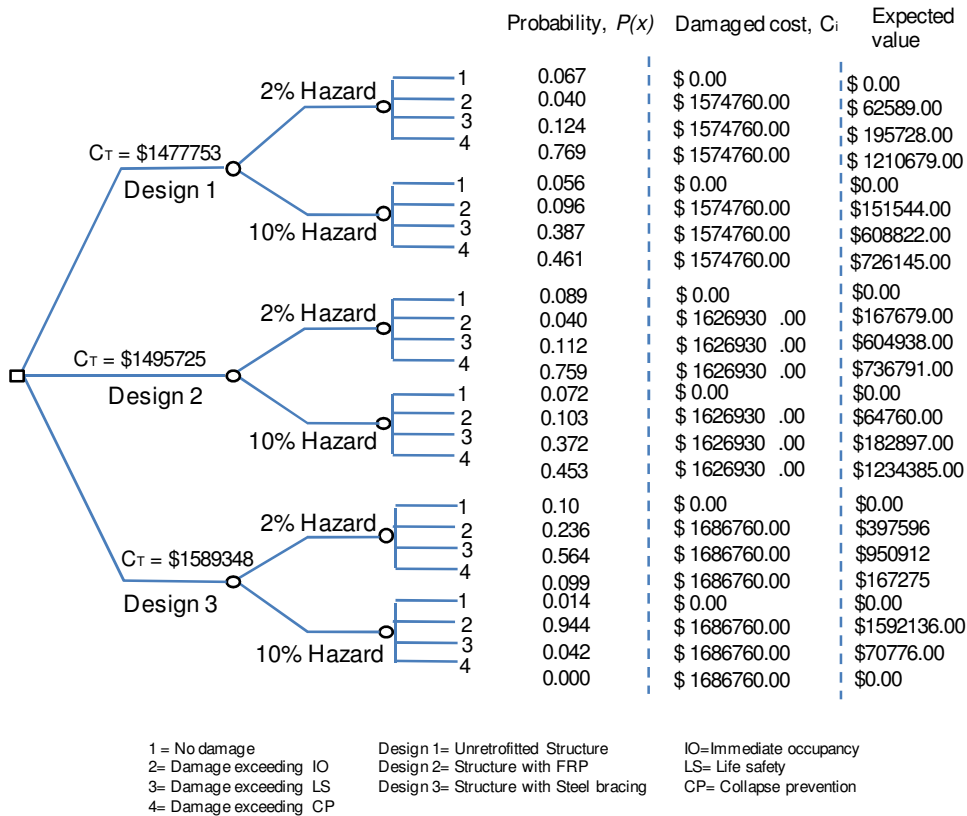 Probability, P(x) Damaged cost, Ci Expected value
2% Hazard
1 0.067 $ 0.00 $ 0.00
2 0.040 $ 1574760.00 $ 62589.00
3 0.124 $ 1574760.00 $ 195728.00
4 0.769 $ 1574760.00 $ 1210679.00
CT = $1477753
Design 1
10% Hazard
1 0.056 $ 0.00 $0.00
2 0.096 $ 1574760.00 $151544.00
3 0.387 $ 1574760.00 $608822.00
4 0.461 $ 1574760.00 $726145.00
2% Hazard
1 0.089 $ 0.00 $0.00
2 0.040 $ 1626930 .00 $167679.00
3 0.112 $ 1626930 .00 $604938.00
4 0.759 $ 1626930 .00 $736791.00
CT = $1495725
Design 2
10% Hazard
1 0.072 $ 0.00 $0.00
2 0.103 $ 1626930 .00 $64760.00
3 0.372 $ 1626930 .00 $182897.00
4 0.453 $ 1626930 .00 $1234385.00
2% Hazard
1 0.10 $ 0.00 $0.00
2 0.236 $ 1686760.00 $397596
3 0.564 $ 1686760.00 $950912
4 0.099 $ 1686760.00 $167275
CT = $1589348
Design 3
10% Hazard
1 0.014 $ 0.00 $0.00
2 0.944 $ 1686760.00 $1592136.00
3 0.042 $ 1686760.00 $70776.00
4 0.000 $ 1686760.00 $0.00
1 = No damage
2= Damage exceeding IO
3= Damage exceeding LS
4= Damage exceeding CP
Design 1= Unretrofitted Structure
Design 2= Structure with FRP
Design 3= Structure with Steel bracing
IO=Immediate occupancy
LS= Life safety
CP= Collapse prevention